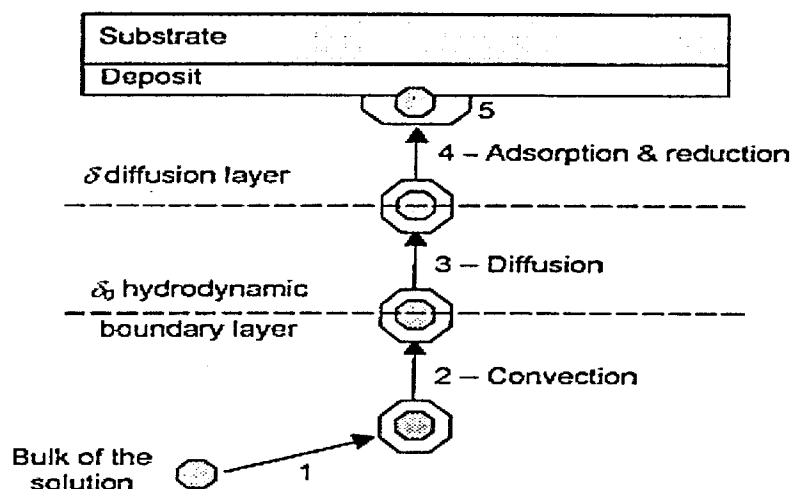 Substrate
Deposit
5
4 – Adsorption & reduction
δ diffusion layer
3 – Diffusion
δ₀ hydrodynamic
boundary layer
2 – Convection
Bulk of the
solution
1